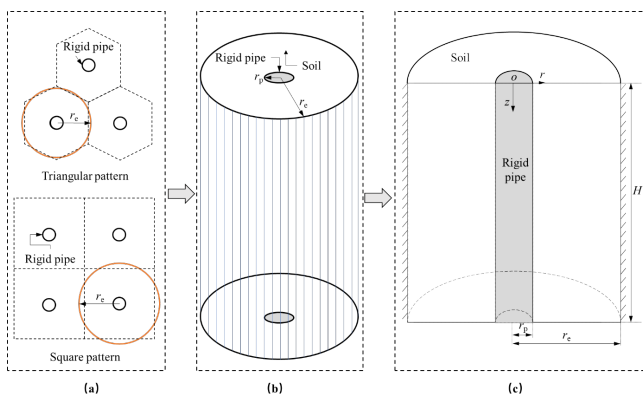 Rigid pipe
r_e
Triangular pattern
Rigid pipe
r_e
Square pattern
(a)
Rigid pipe
Soil
r_p
r_e
(b)
Soil
o
r
z
Rigid
pipe
H
r_p
r_e
(c)